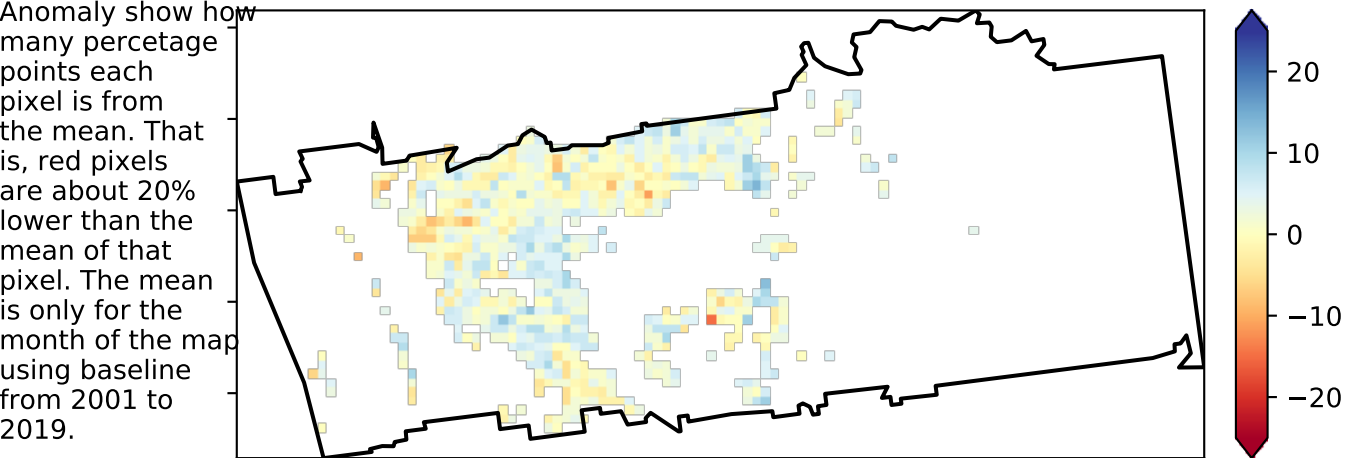 Anomaly show how
many percetage
points each
pixel is from
the mean. That
is, red pixels
are about 20%
lower than the
mean of that
pixel. The mean
is only for the
month of the map
using baseline
from 2001 to
2019.
20
10
0
−10
−20